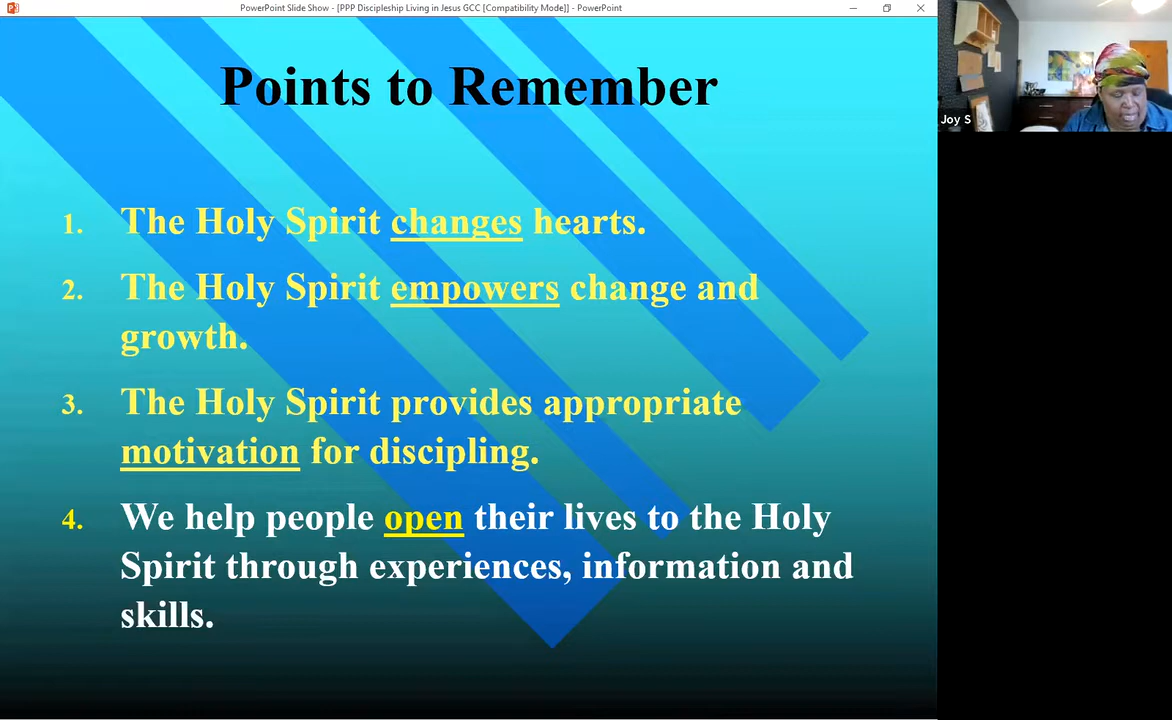 PowerPoint Slide Show - [PPP Discipleship Living in Jesus GCC [Compatibility Mode]] - PowerPoint
Points to Remember
1. The Holy Spirit changes hearts.
2. The Holy Spirit empowers change and
growth.
3. The Holy Spirit provides appropriate
motivation for discipling.
4. We help people open their lives to the Holy
Spirit through experiences, information and
skills.
Joy S